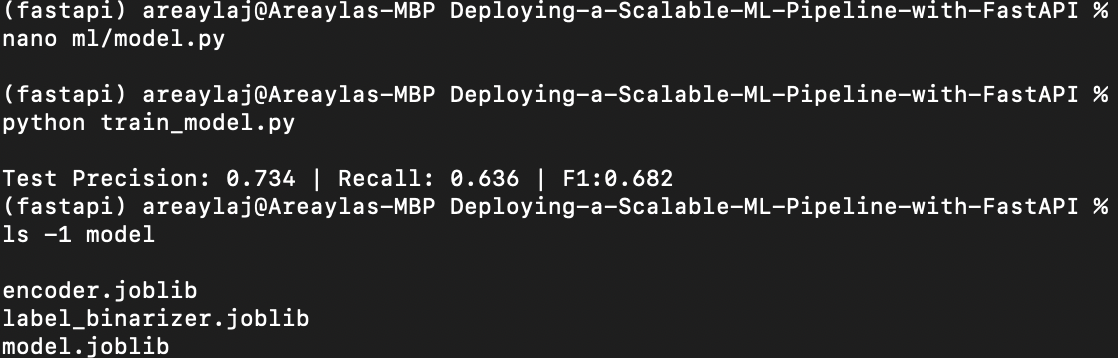 (fastapi) areaylaj@Areaylas-MBP Deploying-a-Scalable-ML-Pipeline-with-FastAPI %
nano ml/model.py
(fastapi) areaylaj@Areaylas-MBP Deploying-a-Scalable-ML-Pipeline-with-FastAPI %
python train_model.py
Test Precision: 0.734 | Recall: 0.636 | F1:0.682
(fastapi) areaylaj@Areaylas-MBP Deploying-a-Scalable-ML-Pipeline-with-FastAPI %
ls -1 model
encoder.joblib
label_binarizer.joblib
model.joblib